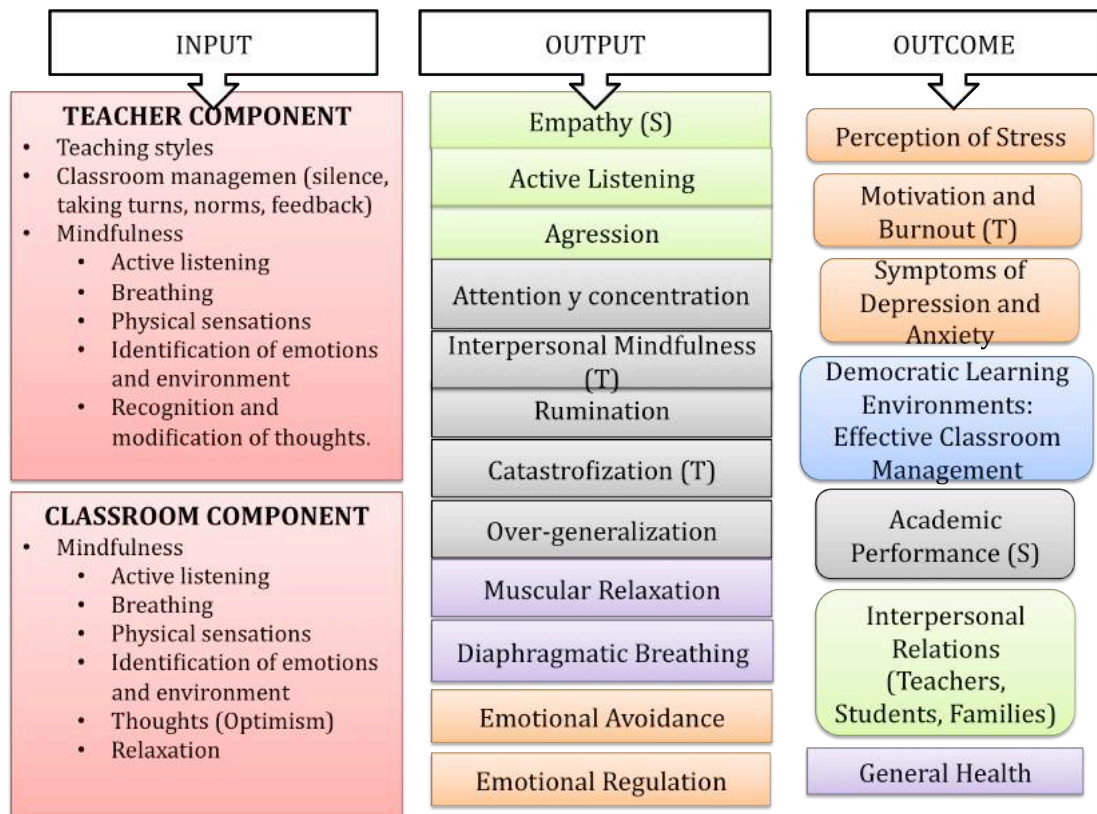 INPUT
TEACHER COMPONENT
• Teaching styles
• Classroom managemen (silence,
taking turns, norms, feedback)
• Mindfulness
• Active listening
• Breathing
• Physical sensations
• Identification of emotions
and environment
• Recognition and
modification of thoughts.
CLASSROOM COMPONENT
• Mindfulness
• Active listening
• Breathing
• Physical sensations
• Identification of emotions
and environment
• Thoughts (Optimism)
• Relaxation
OUTPUT
Empathy (S)
Active Listening
Agression
Attention y concentration
Interpersonal Mindfulness
(T)
Rumination
Catastrofization (T)
Over-generalization
Muscular Relaxation
Diaphragmatic Breathing
Emotional Avoidance
Emotional Regulation
OUTCOME
Perception of Stress
Motivation and
Burnout (T)
Symptoms of
Depression and
Anxiety
Democratic Learning
Environments:
Effective Classroom
Management
Academic
Performance (S)
Interpersonal
Relations
(Teachers,
Students, Families)
General Health